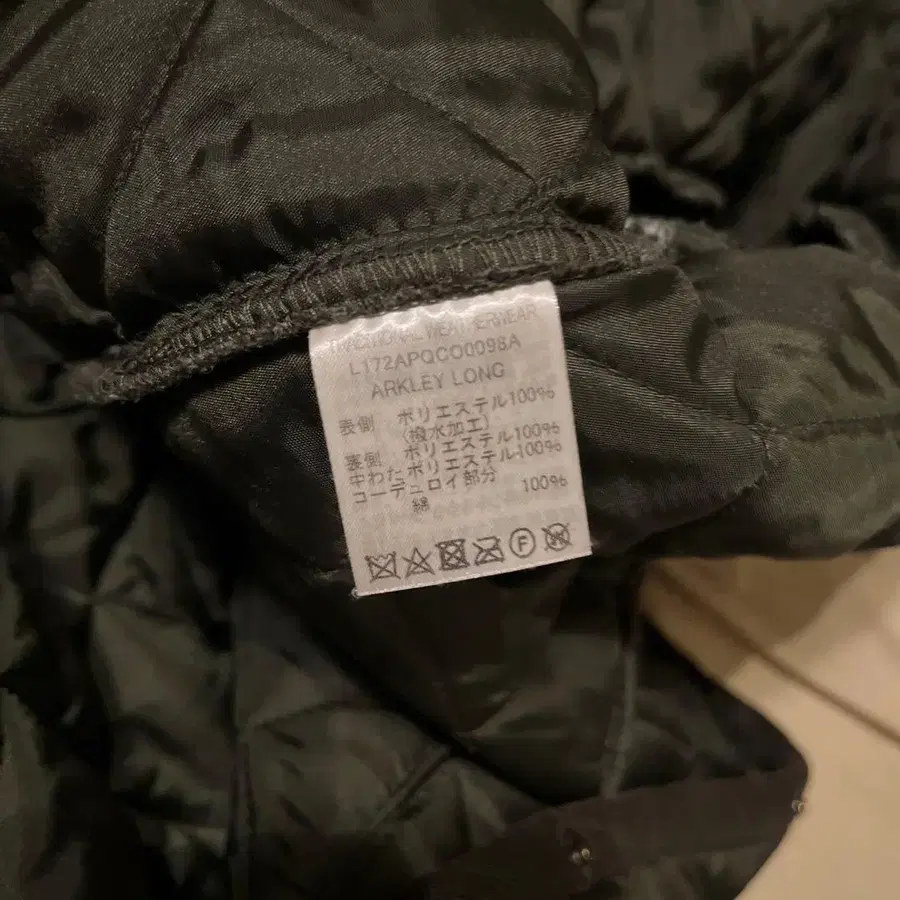 TRADITIONAL WEATHERWEAR
L172APQCO0098A
ARKLEY LONG
表側 ポリエステル100%
(撥水加工)
裏側 ポリエステル100%
中わた ポリエステル100%
コーデュロイ部分
綿 100%
F
W